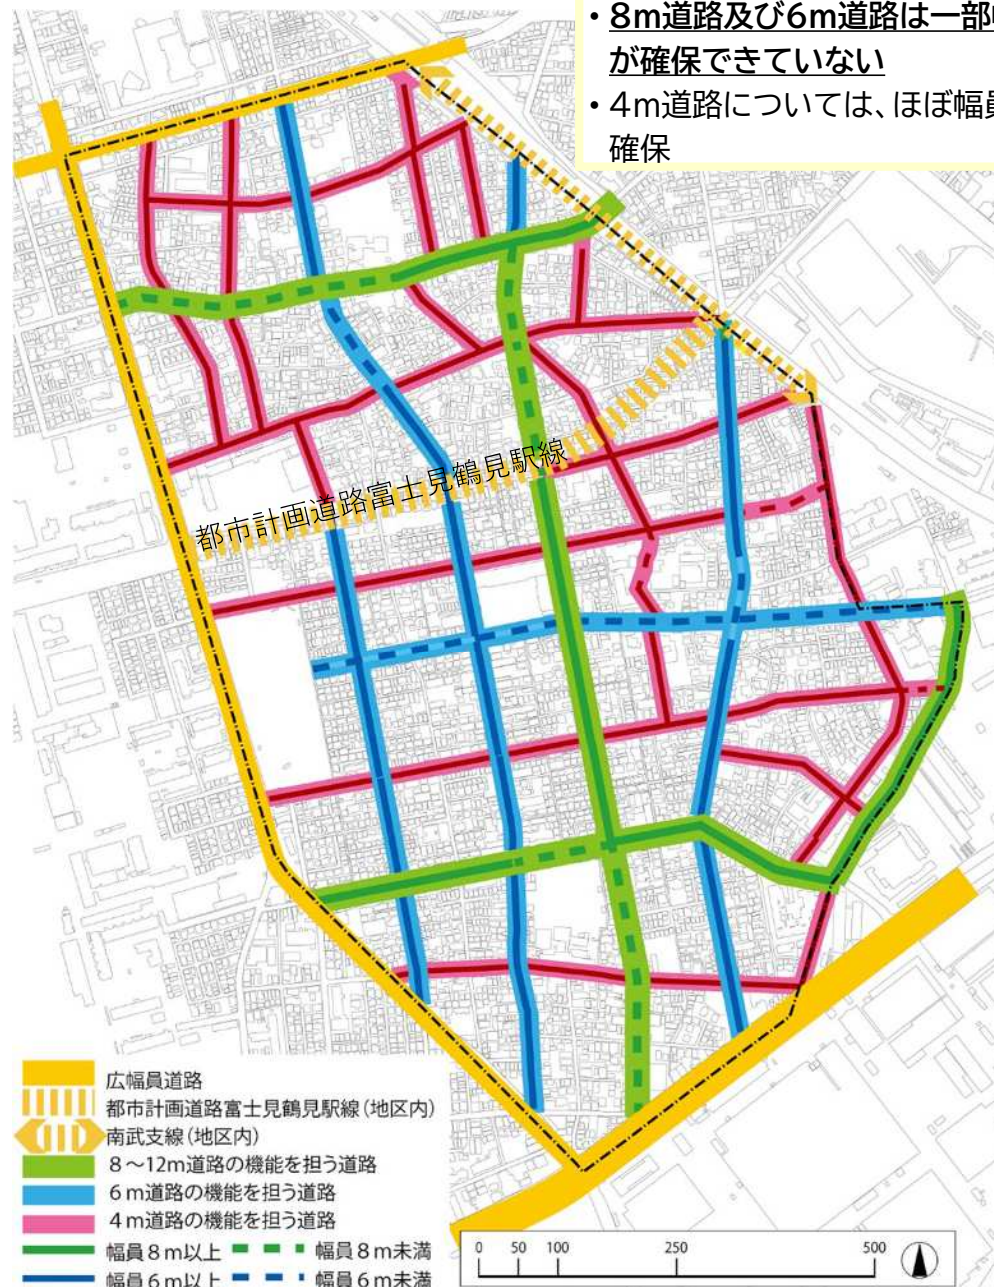 ・8m道路及び6m道路は一部
が確保できていない
・4m道路については、ほぼ幅員
確保
都市計画道路富士見鶴見駅線
広幅員道路
都市計画道路富士見鶴見駅線(地区内)
南武支線(地区内)
8～12m道路の機能を担う道路
6m道路の機能を担う道路
4m道路の機能を担う道路
幅員8m以上 幅員8m未満
幅員6m以上 幅員6m未満
0 50 100 250 500